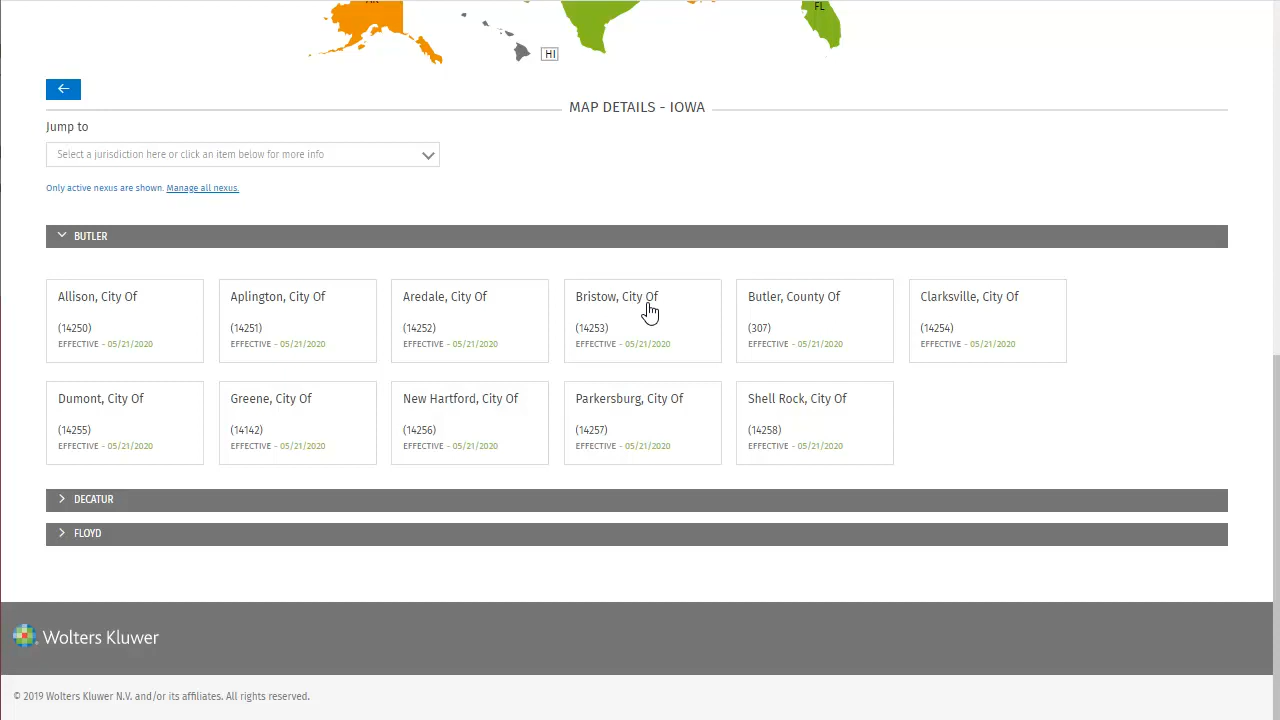 FL
HI
MAP DETAILS - IOWA
Jump to
Select a jurisdiction here or click an item below for more info
Only active nexus are shown. Manage all nexus.
BUTLER
Allison, City Of
(14250)
EFFECTIVE - 05/21/2020
Aplington, City Of
(14251)
EFFECTIVE - 05/21/2020
Aredale, City Of
(14252)
EFFECTIVE - 05/21/2020
Bristow, City Of
(14253)
EFFECTIVE - 05/21/2020
Butler, County Of
(307)
EFFECTIVE - 05/21/2020
Clarksville, City Of
(14254)
EFFECTIVE - 05/21/2020
Dumont, City Of
(14255)
EFFECTIVE - 05/21/2020
Greene, City Of
(14142)
EFFECTIVE - 05/21/2020
New Hartford, City Of
(14256)
EFFECTIVE - 05/21/2020
Parkersburg, City Of
(14257)
EFFECTIVE - 05/21/2020
Shell Rock, City Of
(14258)
EFFECTIVE - 05/21/2020
DECATUR
FLOYD
Wolters Kluwer
© 2019 Wolters Kluwer N.V. and/or its affiliates. All rights reserved.